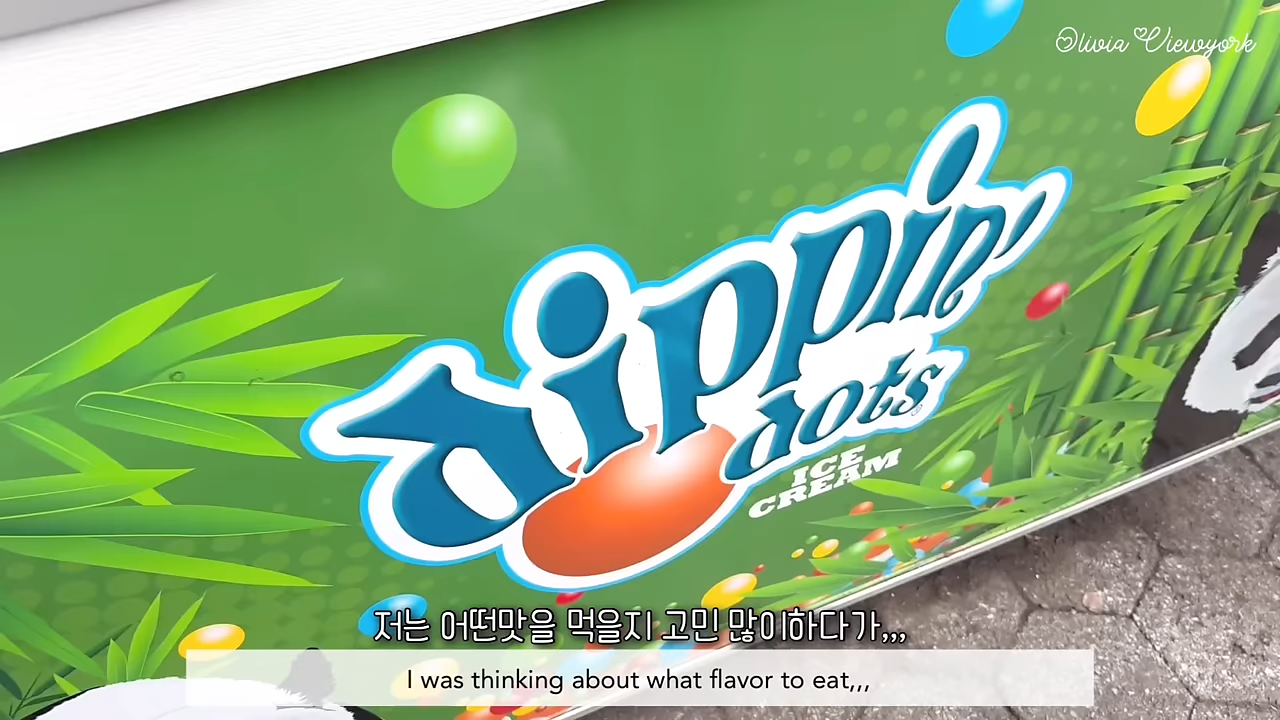 Olivia Viewyork
dippin'
dots
ICE
CREAM
저는 어떤맛을 먹을지 고민 많이하다가,,,
I was thinking about what flavor to eat,,,